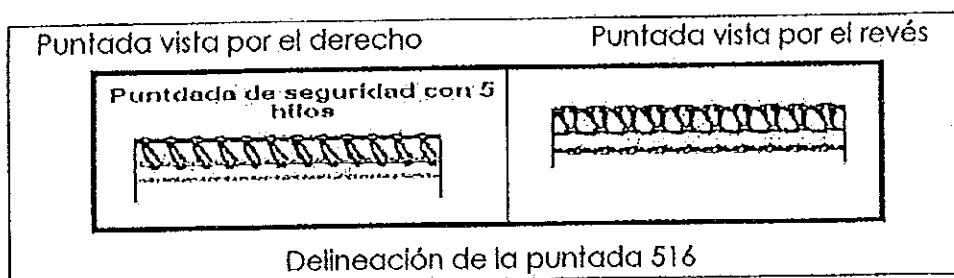 Puntada vista por el derecho
Puntada vista por el revés
Puntdada de seguridad con 5
hilos
Delineación de la puntada 516